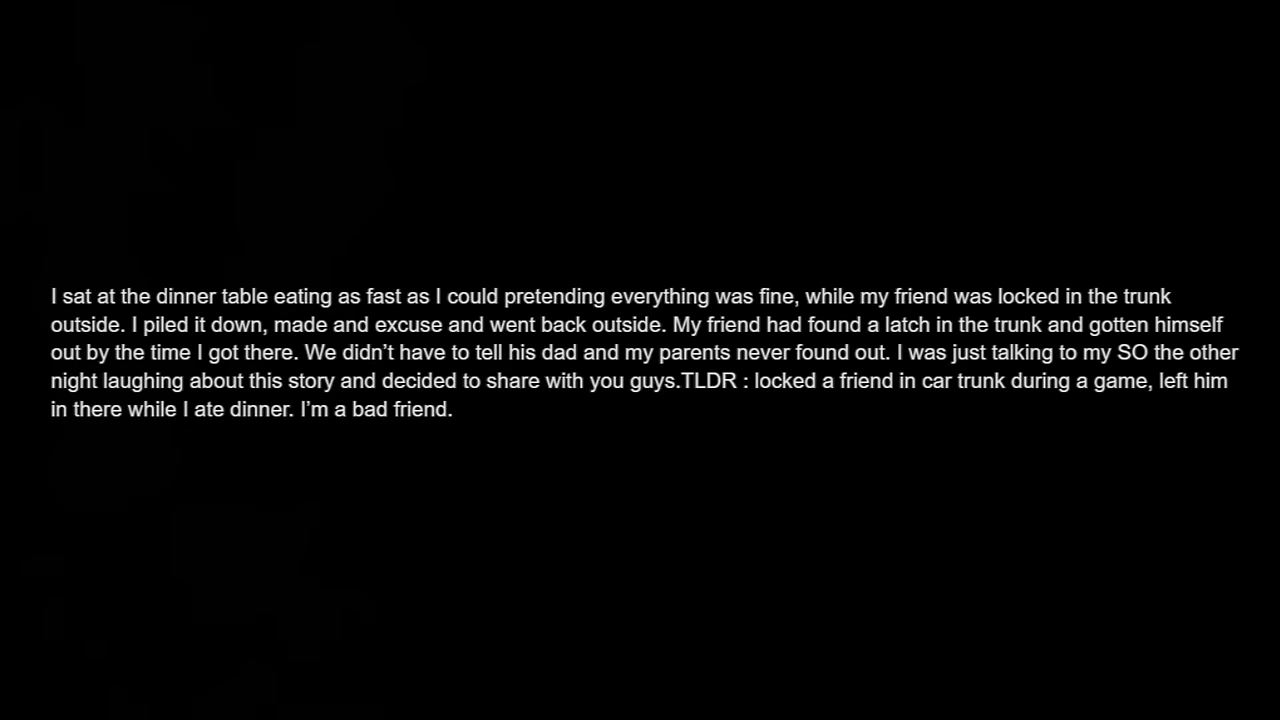 I sat at the dinner table eating as fast as I could pretending everything was fine, while my friend was locked in the trunk
outside. I piled it down, made and excuse and went back outside. My friend had found a latch in the trunk and gotten himself
out by the time I got there. We didn’t have to tell his dad and my parents never found out. I was just talking to my SO the other
night laughing about this story and decided to share with you guys.TLDR : locked a friend in car trunk during a game, left him
in there while I ate dinner. I’m a bad friend.